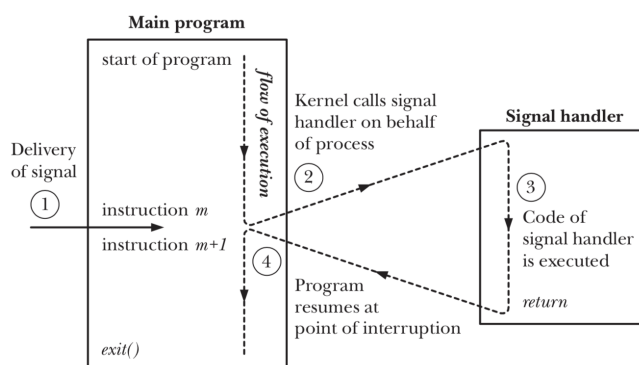 Main program
start of program
flow of execution
Delivery
of signal
1
instruction m
instruction m+1
exit()
Kernel calls signal
handler on behalf
of process
2
Signal handler
3
Code of
signal handler
is executed
return
4
Program
resumes at
point of interruption